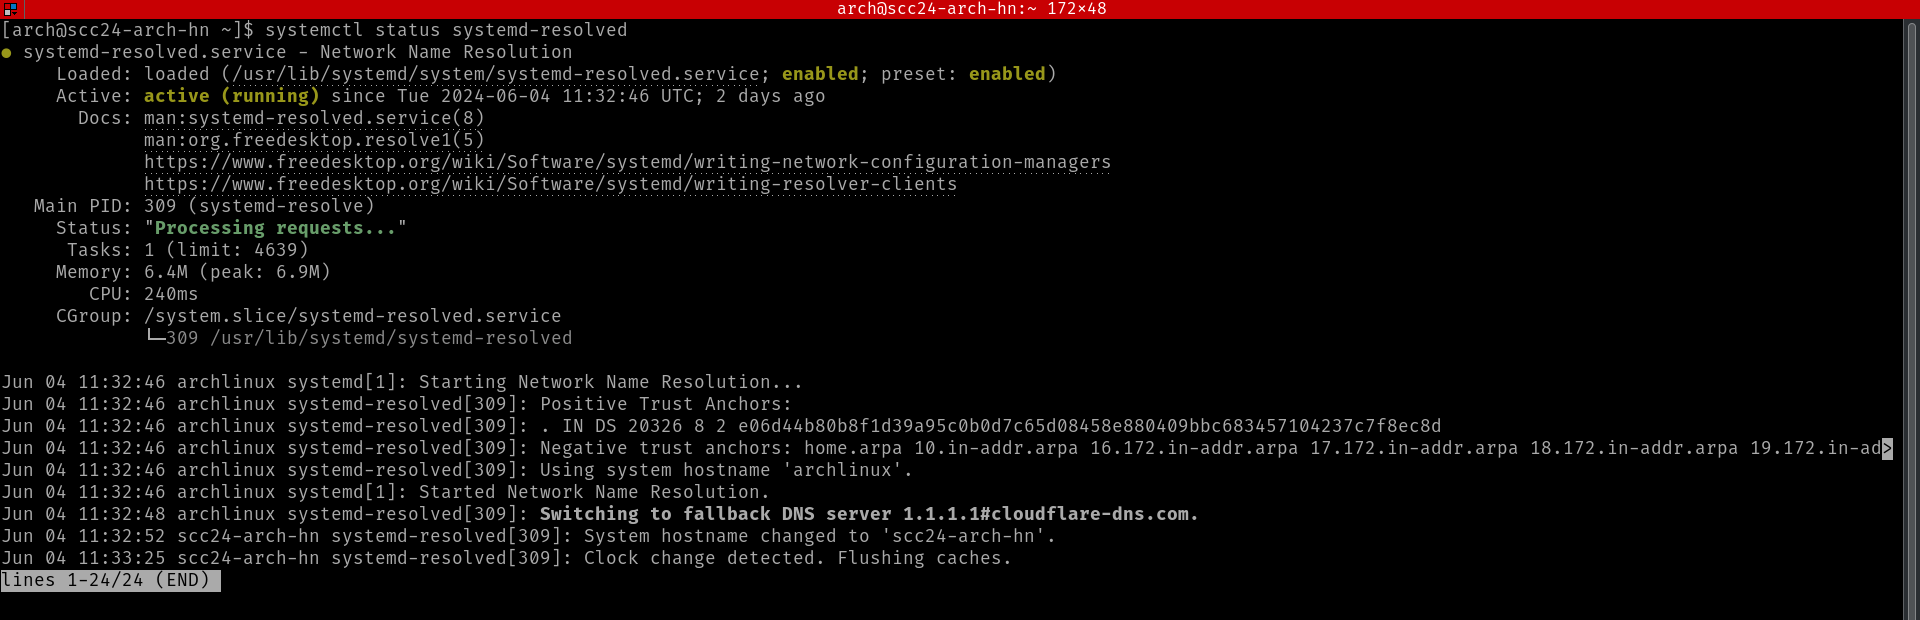 arch@scc24-arch-hn:~ 172×48
[arch@scc24-arch-hn ~]$ systemctl status systemd-resolved
● systemd-resolved.service - Network Name Resolution
     Loaded: loaded (/usr/lib/systemd/system/systemd-resolved.service; enabled; preset: enabled)
     Active: active (running) since Tue 2024-06-04 11:32:46 UTC; 2 days ago
       Docs: man:systemd-resolved.service(8)
             man:org.freedesktop.resolve1(5)
             https://www.freedesktop.org/wiki/Software/systemd/writing-network-configuration-managers
             https://www.freedesktop.org/wiki/Software/systemd/writing-resolver-clients
   Main PID: 309 (systemd-resolve)
     Status: "Processing requests..."
      Tasks: 1 (limit: 4639)
     Memory: 6.4M (peak: 6.9M)
        CPU: 240ms
     CGroup: /system.slice/systemd-resolved.service
             └─309 /usr/lib/systemd/systemd-resolved
Jun 04 11:32:46 archlinux systemd[1]: Starting Network Name Resolution...
Jun 04 11:32:46 archlinux systemd-resolved[309]: Positive Trust Anchors:
Jun 04 11:32:46 archlinux systemd-resolved[309]: . IN DS 20326 8 2 e06d44b80b8f1d39a95c0b0d7c65d08458e880409bbc683457104237c7f8ec8d
Jun 04 11:32:46 archlinux systemd-resolved[309]: Negative trust anchors: home.arpa 10.in-addr.arpa 16.172.in-addr.arpa 17.172.in-addr.arpa 18.172.in-addr.arpa 19.172.in-ad>
Jun 04 11:32:46 archlinux systemd-resolved[309]: Using system hostname 'archlinux'.
Jun 04 11:32:46 archlinux systemd[1]: Started Network Name Resolution.
Jun 04 11:32:48 archlinux systemd-resolved[309]: Switching to fallback DNS server 1.1.1.1#cloudflare-dns.com.
Jun 04 11:32:52 scc24-arch-hn systemd-resolved[309]: System hostname changed to 'scc24-arch-hn'.
Jun 04 11:33:25 scc24-arch-hn systemd-resolved[309]: Clock change detected. Flushing caches.
lines 1-24/24 (END)